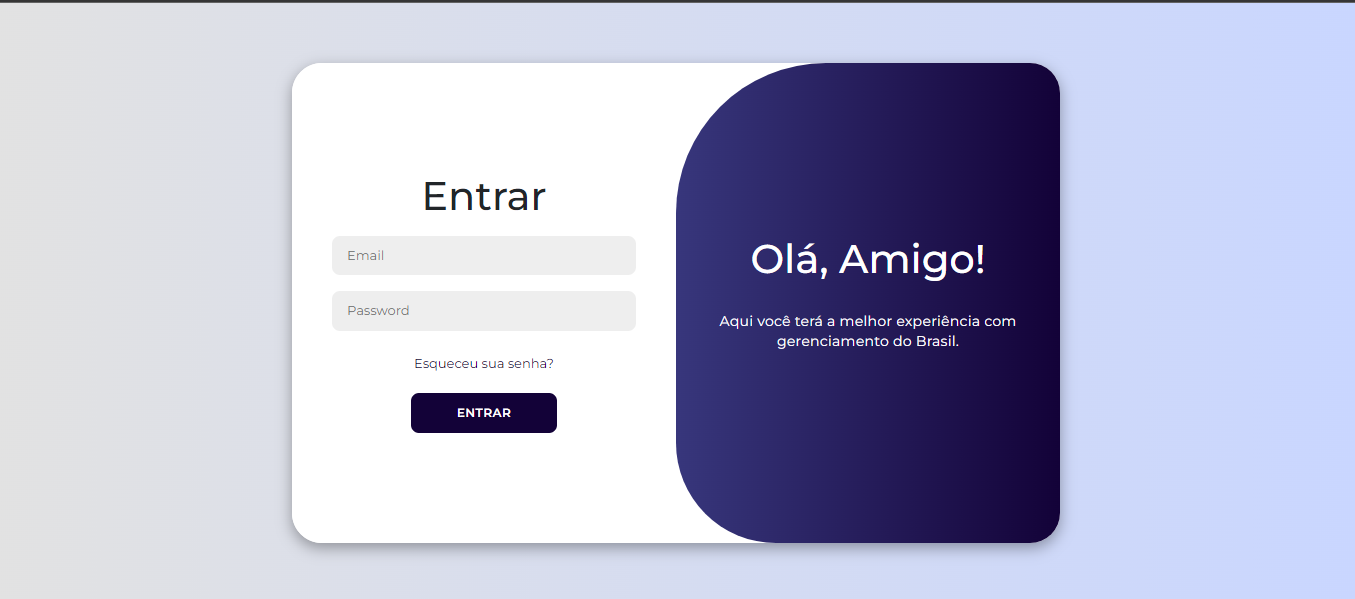 Entrar
Email
Password
Esqueceu sua senha?
ENTRAR
Olá, Amigo!
Aqui você terá a melhor experiência com
gerenciamento do Brasil.